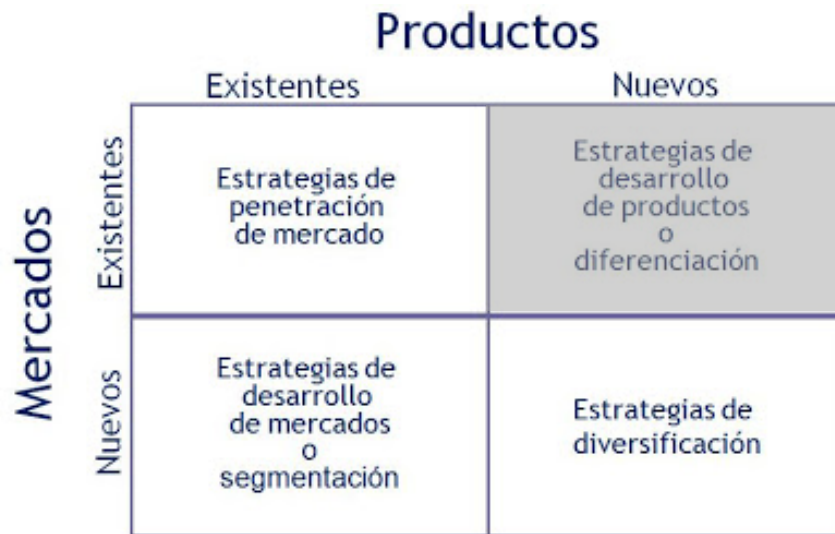 Productos
Existentes
Nuevos
Mercados
Existentes
Estrategias de
penetración
de mercado
Estrategias de
desarrollo
de productos
o
diferenciación
Nuevos
Estrategias de
desarrollo
de mercados
o
segmentación
Estrategias de
diversificación